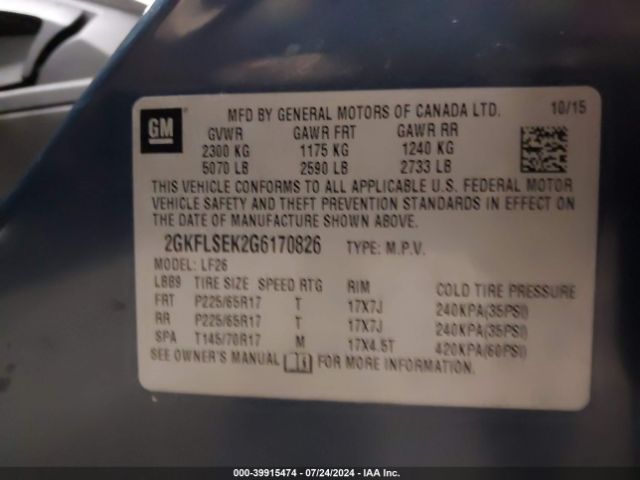 GM
MFD BY GENERAL MOTORS OF CANADA LTD. 10/15
GVWR GAWR FRT GAWR RR
2300 KG 1175 KG 1240 KG
5070 LB 2590 LB 2733 LB
THIS VEHICLE CONFORMS TO ALL APPLICABLE U.S. FEDERAL MOTOR
VEHICLE SAFETY AND THEFT PREVENTION STANDARDS IN EFFECT ON
THE DATE OF MANUFACTURE SHOWN ABOVE.
2GKFLSEK2G6170826 TYPE: M.P.V.
MODEL: LF26
LBB9 TIRE SIZE SPEED RTG RIM COLD TIRE PRESSURE
FRT P225/65R17 T 17X7J 240KPA(35PSI)
RR P225/65R17 T 17X7J 240KPA(35PSI)
SPA T145/70R17 M 17X4.5T 420KPA(60PSI)
SEE OWNER'S MANUAL FOR MORE INFORMATION.
000-39915474 - 07/24/2024 - IAA Inc.